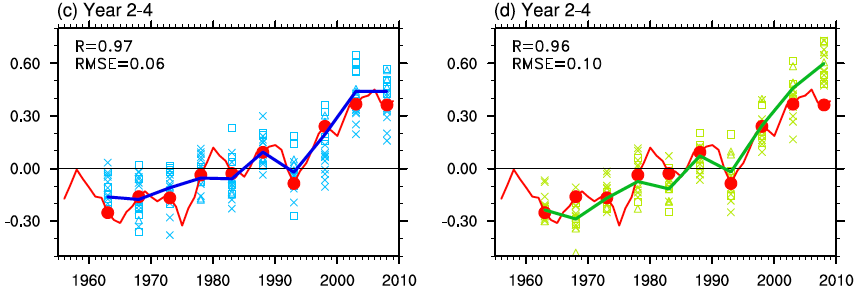 (c) Year 2-4
R=0.97
RMSE=0.06
0.60
0.30
0.00
-0.30
1960 1970 1980 1990 2000 2010
(d) Year 2-4
R=0.96
RMSE=0.10
0.60
0.30
0.00
-0.30
1960 1970 1980 1990 2000 2010